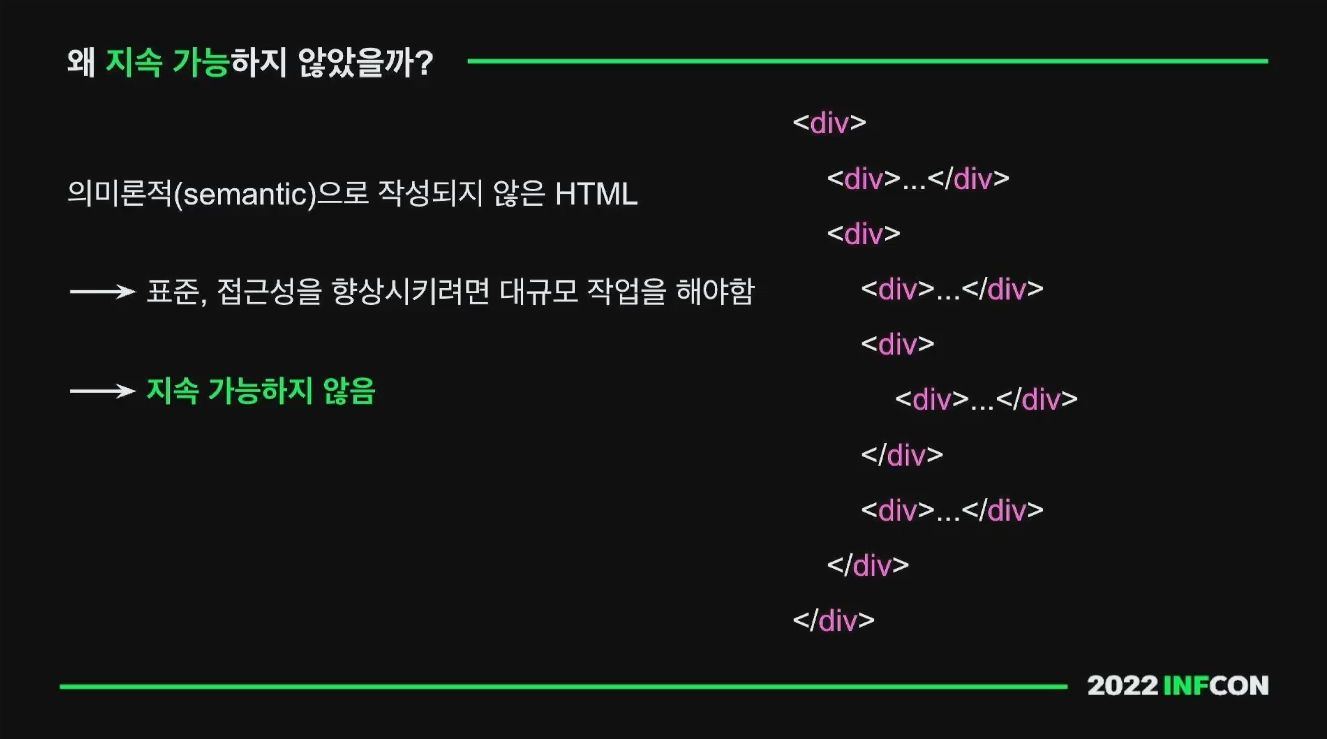 왜 지속 가능하지 않았을까?
의미론적(semantic)으로 작성되지 않은 HTML
→ 표준, 접근성을 향상시키려면 대규모 작업을 해야함
→ 지속 가능하지 않음
<div>
<div>...</div>
<div>
<div>...</div>
<div>
<div>...</div>
</div>
<div>...</div>
</div>
</div>
2022 INFCON